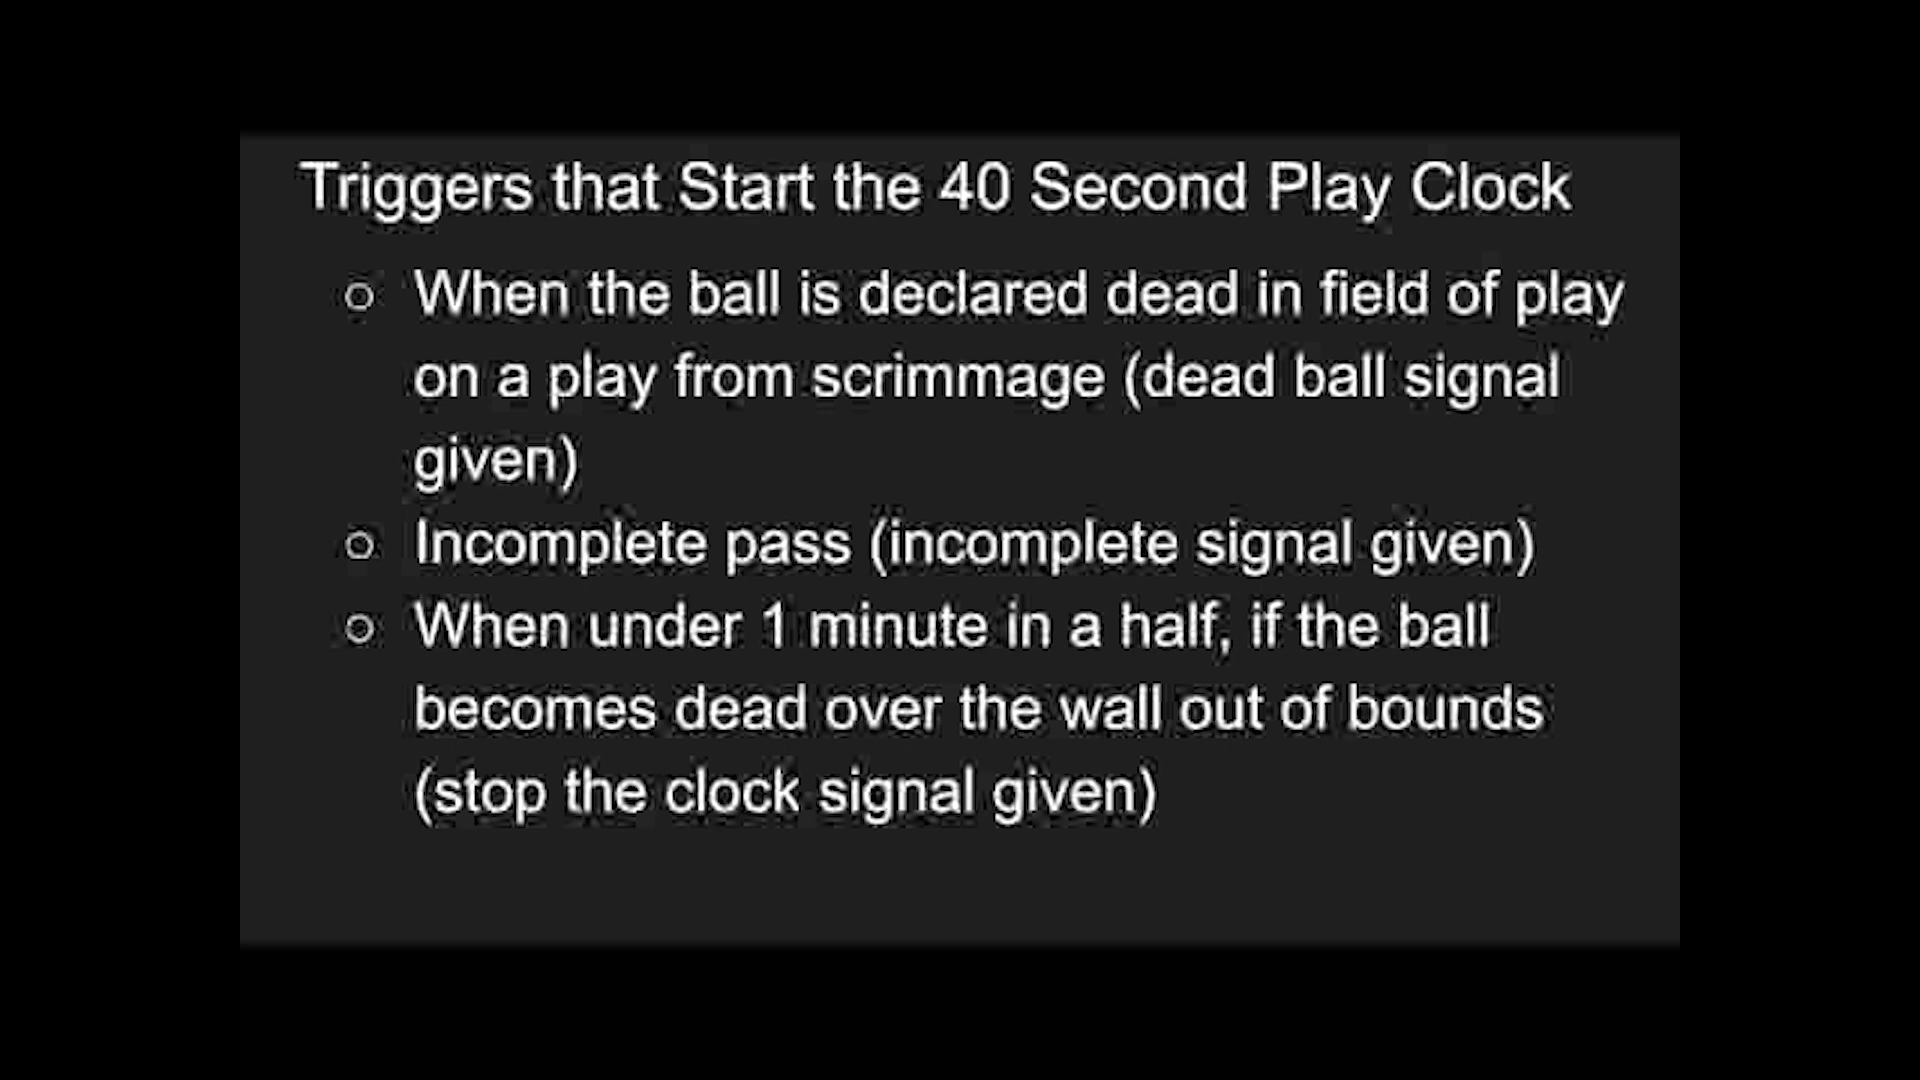 Triggers that Start the 40 Second Play Clock
○ When the ball is declared dead in field of play
on a play from scrimmage (dead ball signal
given)
○ Incomplete pass (incomplete signal given)
○ When under 1 minute in a half, if the ball
becomes dead over the wall out of bounds
(stop the clock signal given)